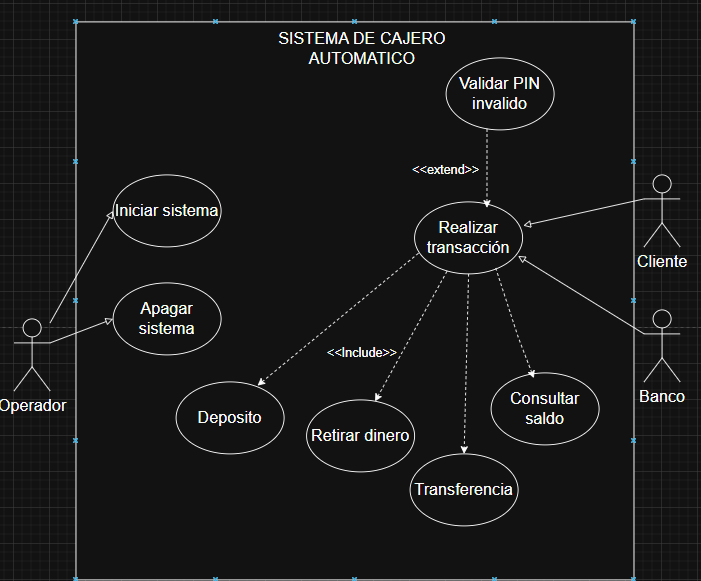 SISTEMA DE CAJERO
AUTOMATICO
Validar PIN
invalido
<<extend>>
Iniciar sistema
Realizar
transacción
Cliente
Apagar
sistema
<<Include>>
Operador
Banco
Deposito
Retirar dinero
Consultar
saldo
Transferencia